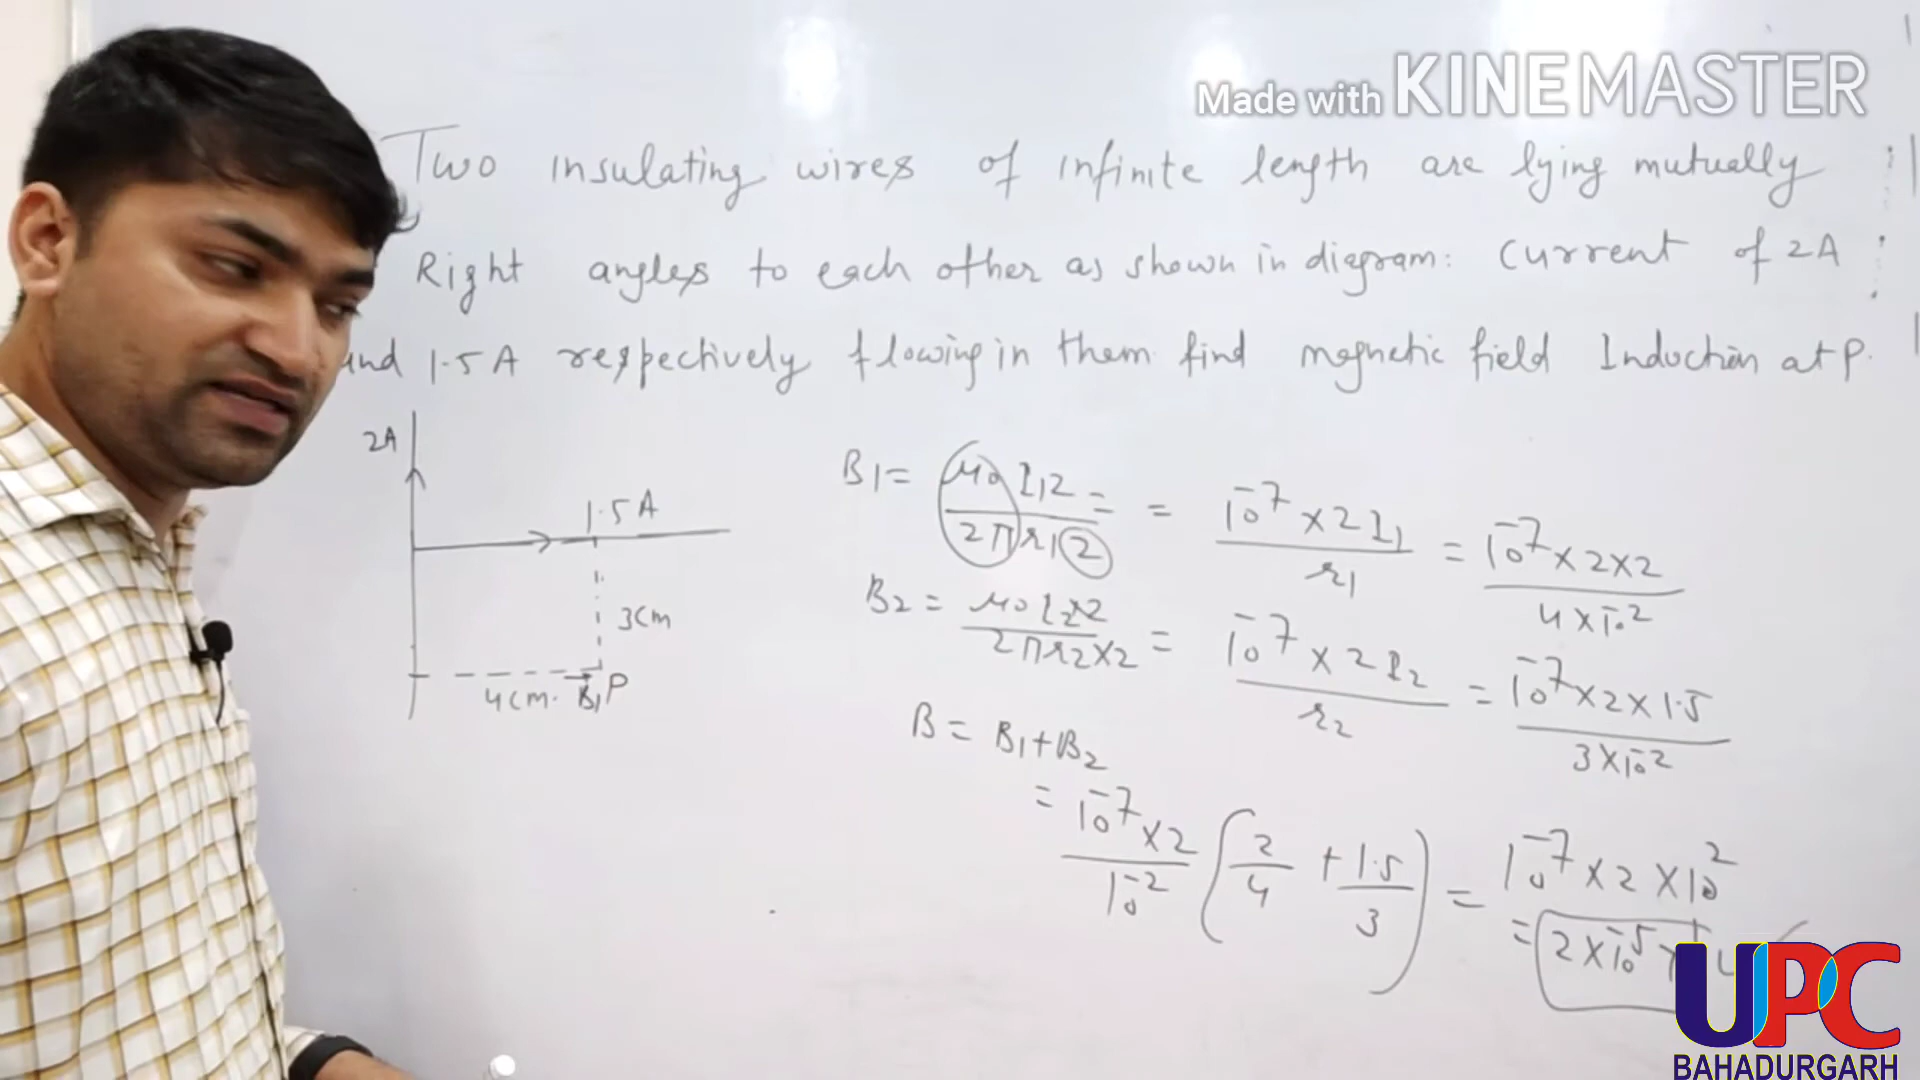 Made with KINEMASTER
Two insulating wires of infinite length are lying mutually
Right angles to each other as shown in diagram: Current of 2A
and 1.5A respectively flowing in them find magnetic field Induction at P.
2A
1.5A
3cm
4cm. B₁ P
B₁ = μ₀ I₁ 2 / 2π r₁ 2 = = 10⁻⁷ × 2 I₁ / r₁ = 10⁻⁷ × 2 × 2 / 4 × 10⁻²
B₂ = μ₀ I₂ × 2 / 2π r₂ × 2 = 10⁻⁷ × 2 I₂ / r₂ = 10⁻⁷ × 2 × 1.5 / 3 × 10⁻²
B = B₁ + B₂
= 10⁻⁷ × 2 / 10⁻² ( 2 / 4 + 1.5 / 3 ) = 10⁻⁷ × 2 × 10²
= 2 × 10⁻⁵
UPC
BAHADURGARH